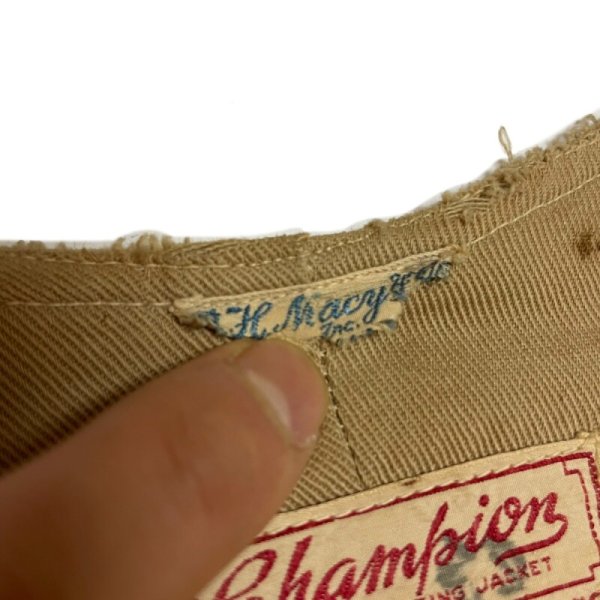 H. Macy & Co
Inc.
Champion
ING JACKET